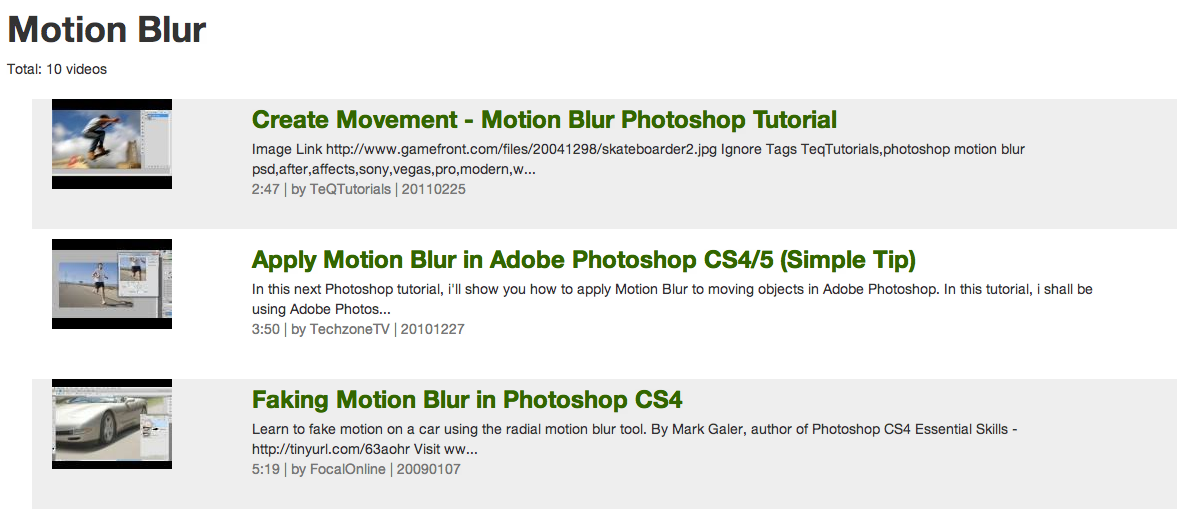 Motion Blur
Total: 10 videos
Create Movement - Motion Blur Photoshop Tutorial
Image Link http://www.gamefront.com/files/20041298/skateboarder2.jpg Ignore Tags TeqTutorials,photoshop motion blur
psd,after,affects,sony,vegas,pro,modern,w...
2:47 | by TeQTutorials | 20110225
Apply Motion Blur in Adobe Photoshop CS4/5 (Simple Tip)
In this next Photoshop tutorial, i'll show you how to apply Motion Blur to moving objects in Adobe Photoshop. In this tutorial, i shall be
using Adobe Photos...
3:50 | by TechzoneTV | 20101227
Faking Motion Blur in Photoshop CS4
Learn to fake motion on a car using the radial motion blur tool. By Mark Galer, author of Photoshop CS4 Essential Skills -
http://tinyurl.com/63aohr Visit ww...
5:19 | by FocalOnline | 20090107